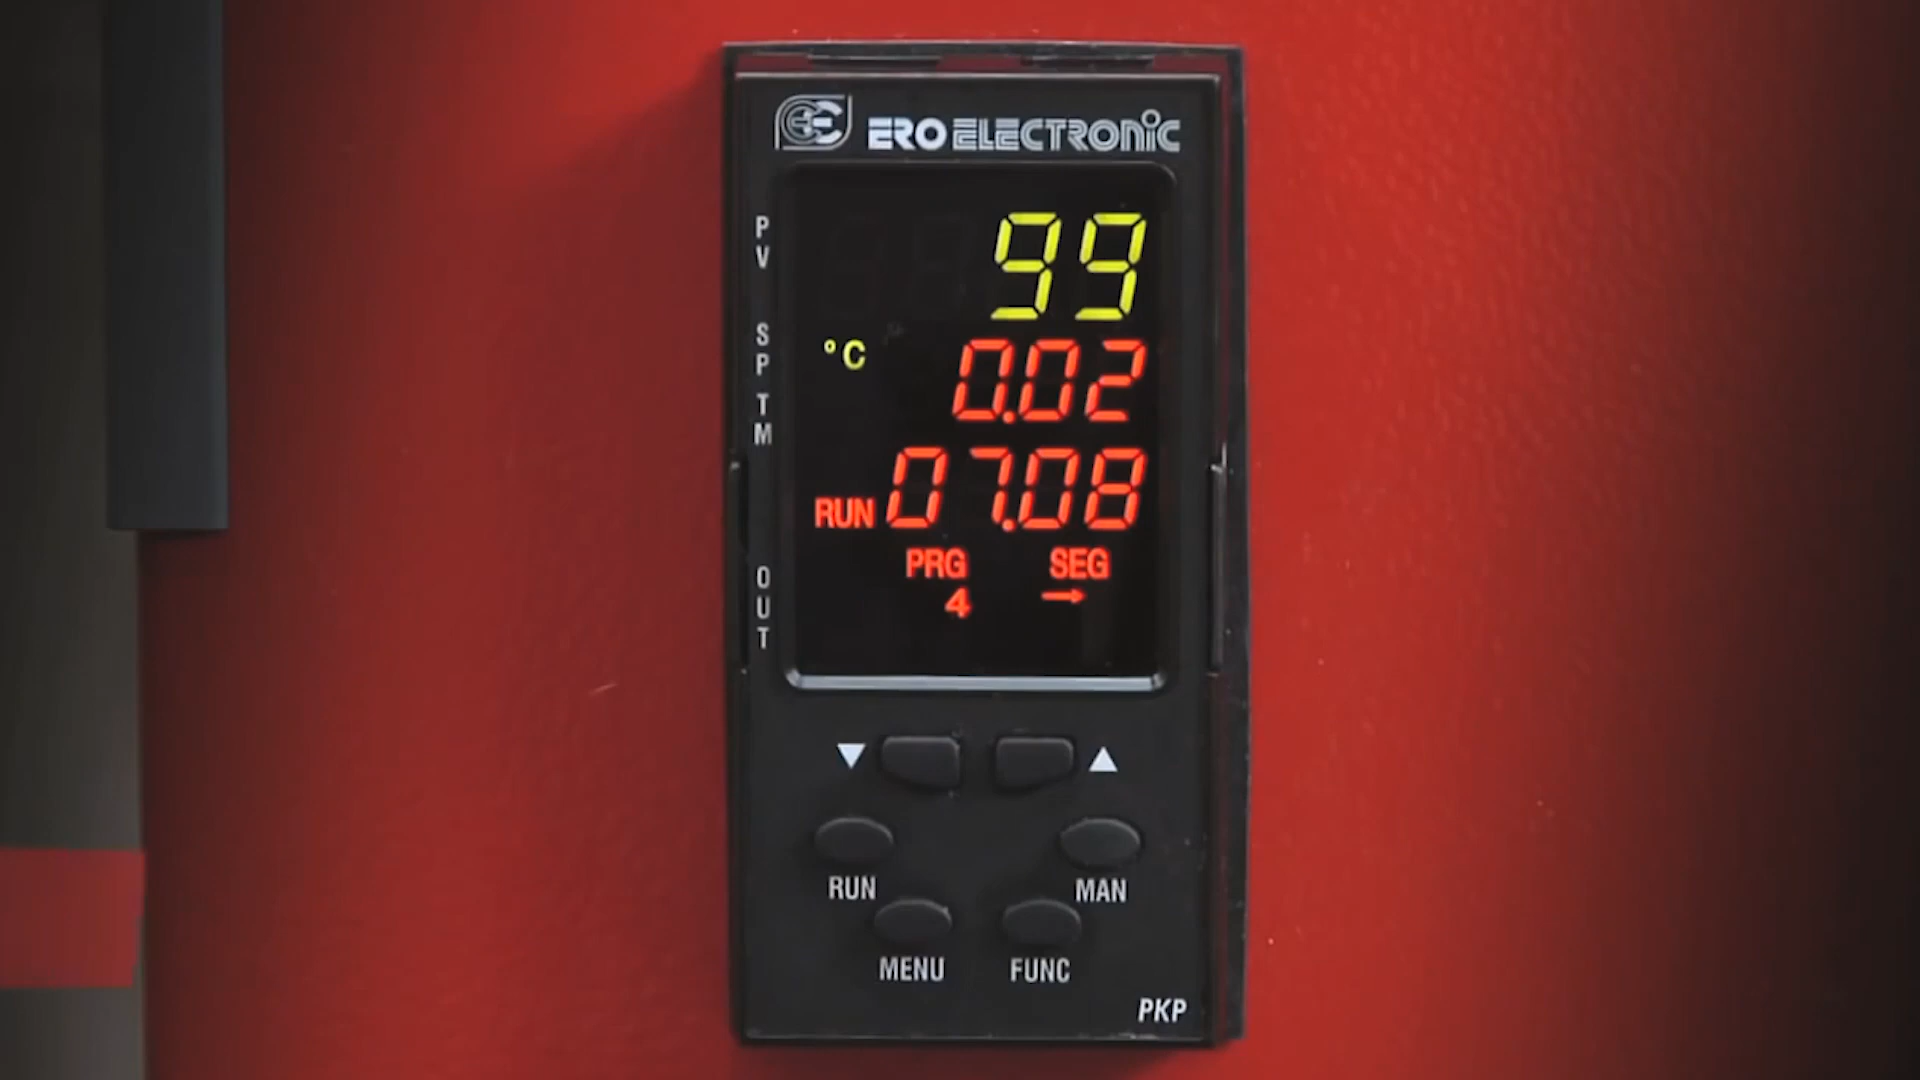 ERO ELECTRONIC
PV
99
SP
°C
0.02
TM
RUN 07.08
PRG SEG
4 →
OUT
▼ ▲
RUN MAN
MENU FUNC
PKP